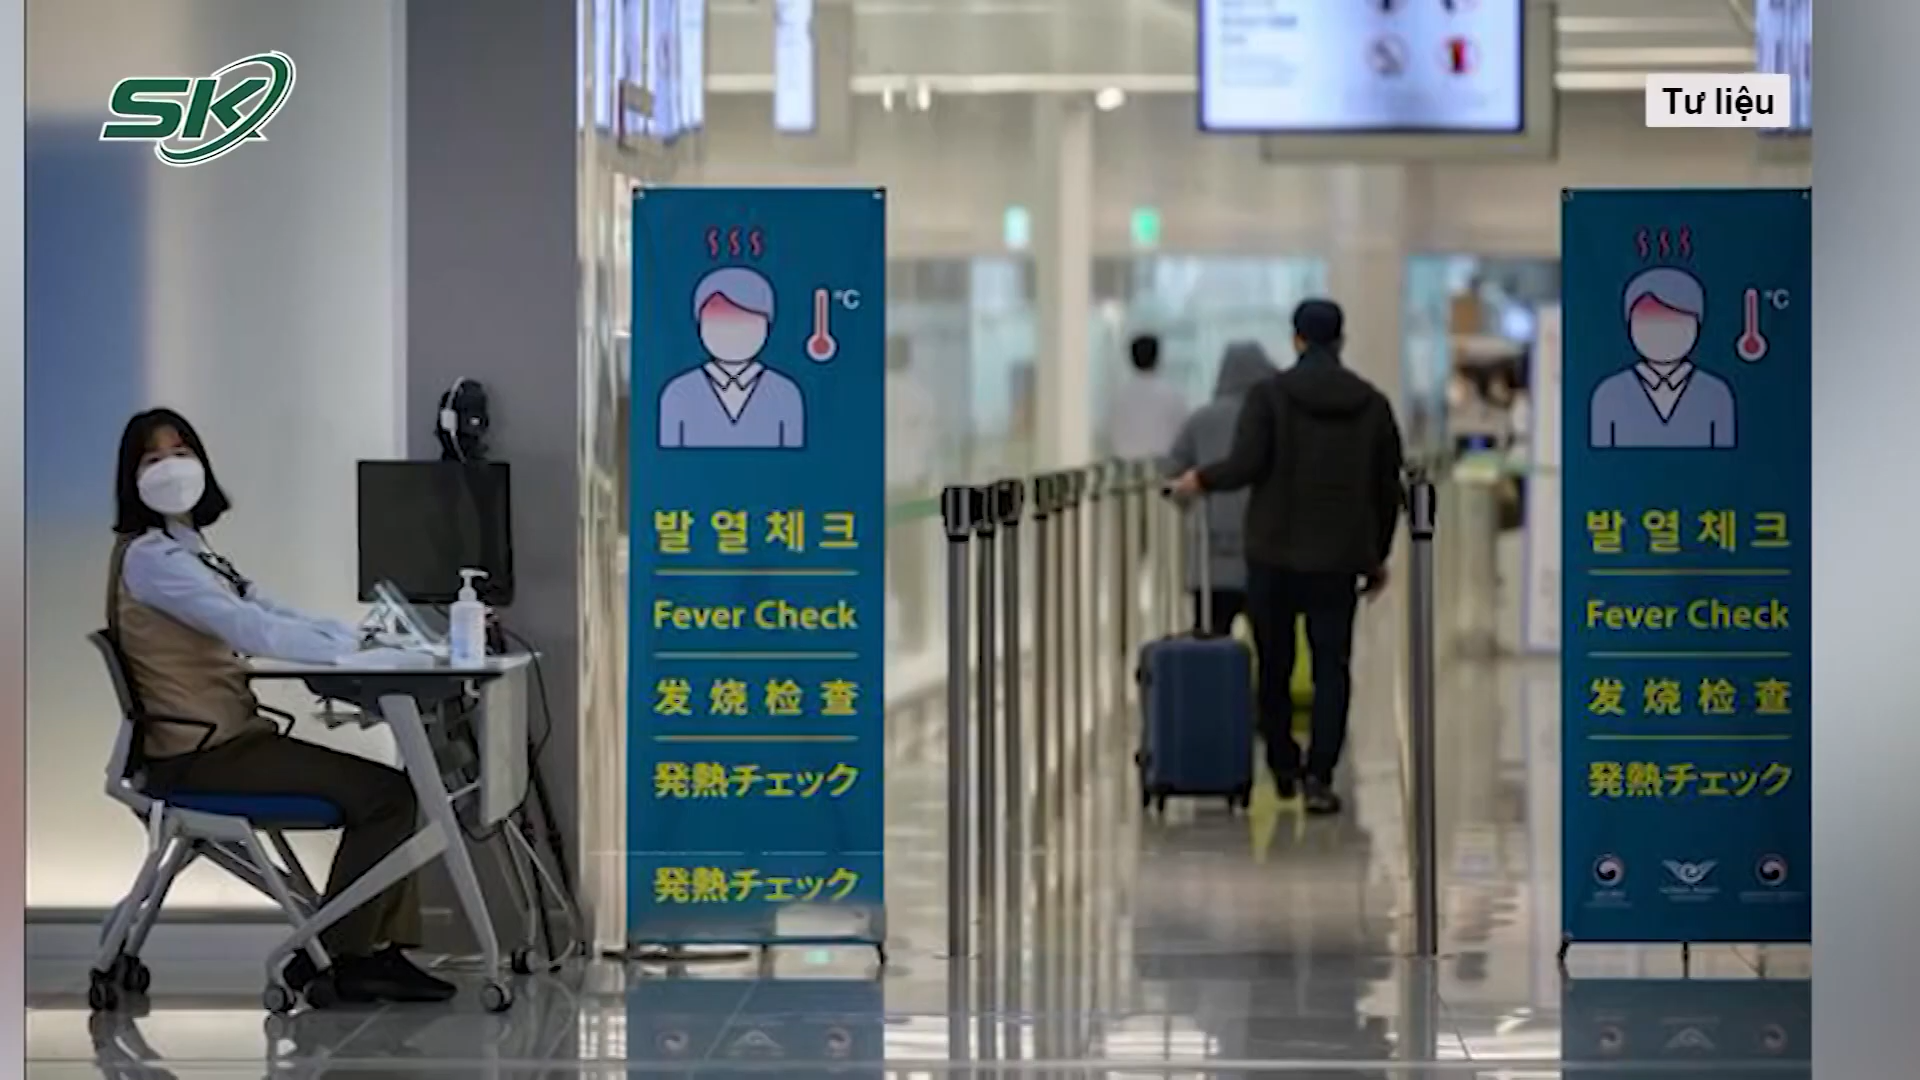 SK
Tư liệu
°C
발열체크
Fever Check
发烧检查
発熱チェック
発熱チェック
°C
발열체크
Fever Check
发烧检查
発熱チェック